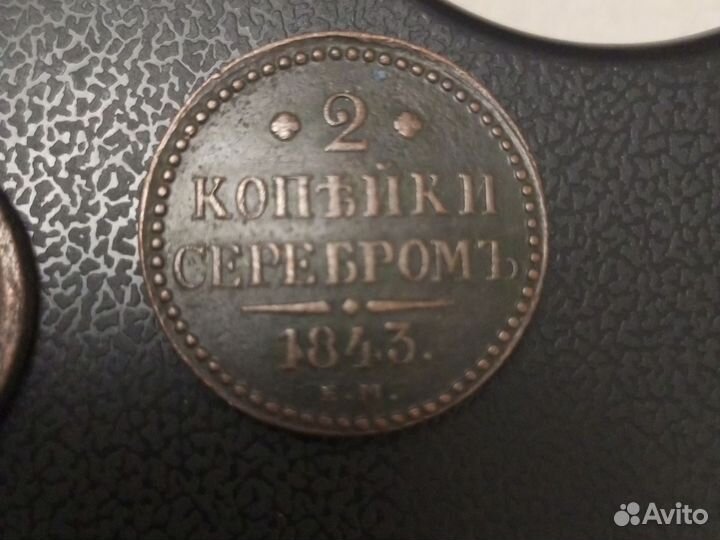 2
КОПѢЙКИ
СЕРЕБРОМЪ
1843.
Е.М.
Avito